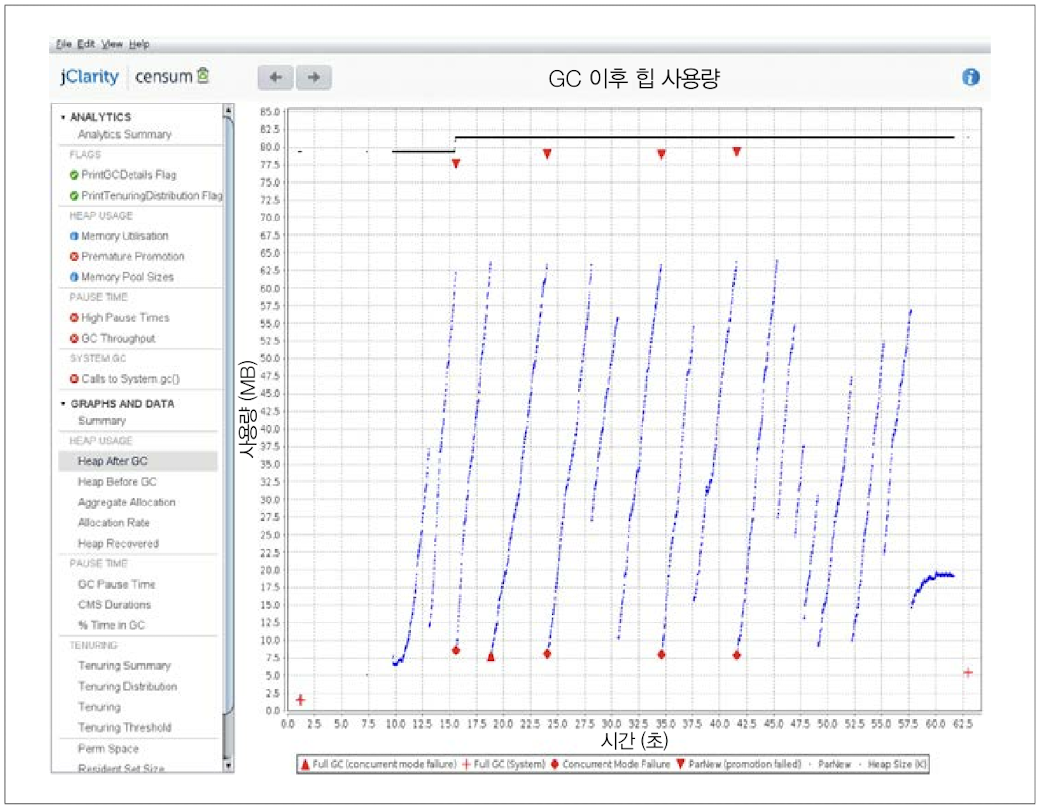 File Edit View Help
jClarity censum
GC 이후 힙 사용량
ANALYTICS
Analytics Summary
FLAGS
PrintGCDetails Flag
PrintTenuringDistribution Flag
HEAP USAGE
Memory Utilisation
Premature Promotion
Memory Pool Sizes
PAUSE TIME
High Pause Times
GC Throughput
SYSTEM GC
Calls to System.gc()
GRAPHS AND DATA
Summary
HEAP USAGE
Heap After GC
Heap Before GC
Aggregate Allocation
Allocation Rate
Heap Recovered
PAUSE TIME
GC Pause Time
CMS Durations
% Time in GC
TENURING
Tenuring Summary
Tenuring Distribution
Tenuring
Tenuring Threshold
Perm Space
Resident Set Size
사용량 (MB)
85.0
82.5
80.0
77.5
75.0
72.5
70.0
67.5
65.0
62.5
60.0
57.5
55.0
52.5
50.0
47.5
45.0
42.5
40.0
37.5
35.0
32.5
30.0
27.5
25.0
22.5
20.0
17.5
15.0
12.5
10.0
7.5
5.0
2.5
0.0
0.0 2.5 5.0 7.5 10.0 12.5 15.0 17.5 20.0 22.5 25.0 27.5 30.0 32.5 35.0 37.5 40.0 42.5 45.0 47.5 50.0 52.5 55.0 57.5 60.0 62.5
시간 (초)
Full GC (concurrent mode failure) Full GC (System) Concurrent Mode Failure ParNew (promotion failed) ParNew Heap Size (K)